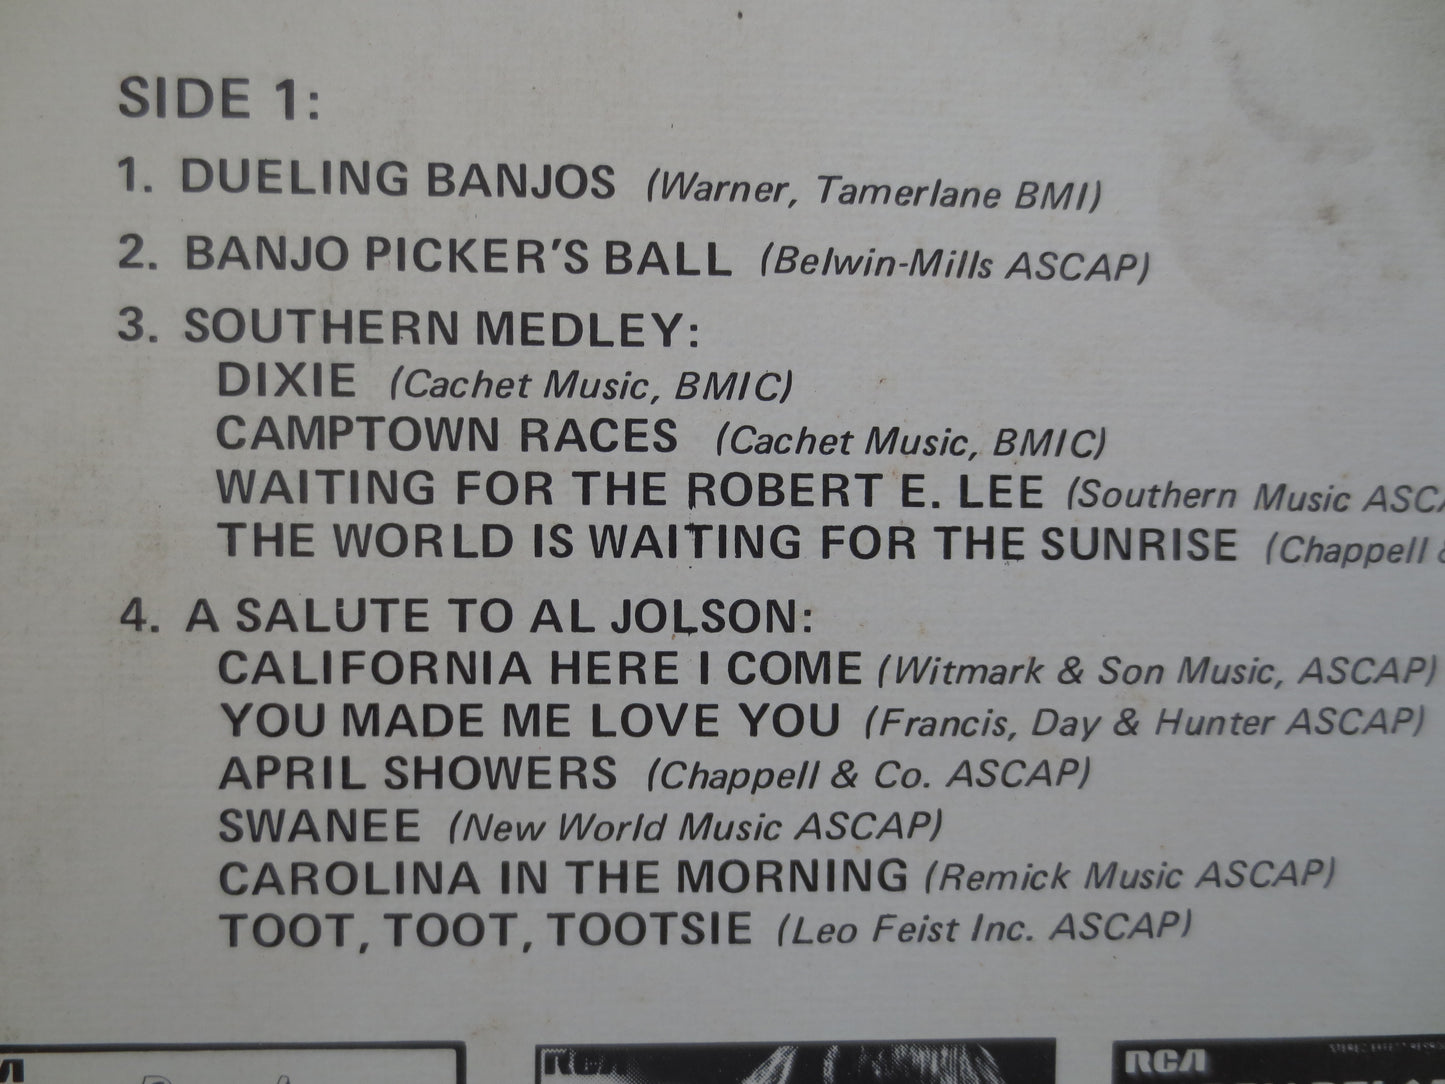 SIDE 1:
1. DUELING BANJOS (Warner, Tamerlane BMI)
2. BANJO PICKER'S BALL (Belwin-Mills ASCAP)
3. SOUTHERN MEDLEY:
DIXIE (Cachet Music, BMIC)
CAMPTOWN RACES (Cachet Music, BMIC)
WAITING FOR THE ROBERT E. LEE (Southern Music ASCA
THE WORLD IS WAITING FOR THE SUNRISE (Chappell &
4. A SALUTE TO AL JOLSON:
CALIFORNIA HERE I COME (Witmark & Son Music, ASCAP)
YOU MADE ME LOVE YOU (Francis, Day & Hunter ASCAP)
APRIL SHOWERS (Chappell & Co. ASCAP)
SWANEE (New World Music ASCAP)
CAROLINA IN THE MORNING (Remick Music ASCAP)
TOOT, TOOT, TOOTSIE (Leo Feist Inc. ASCAP)
RCA
RCA